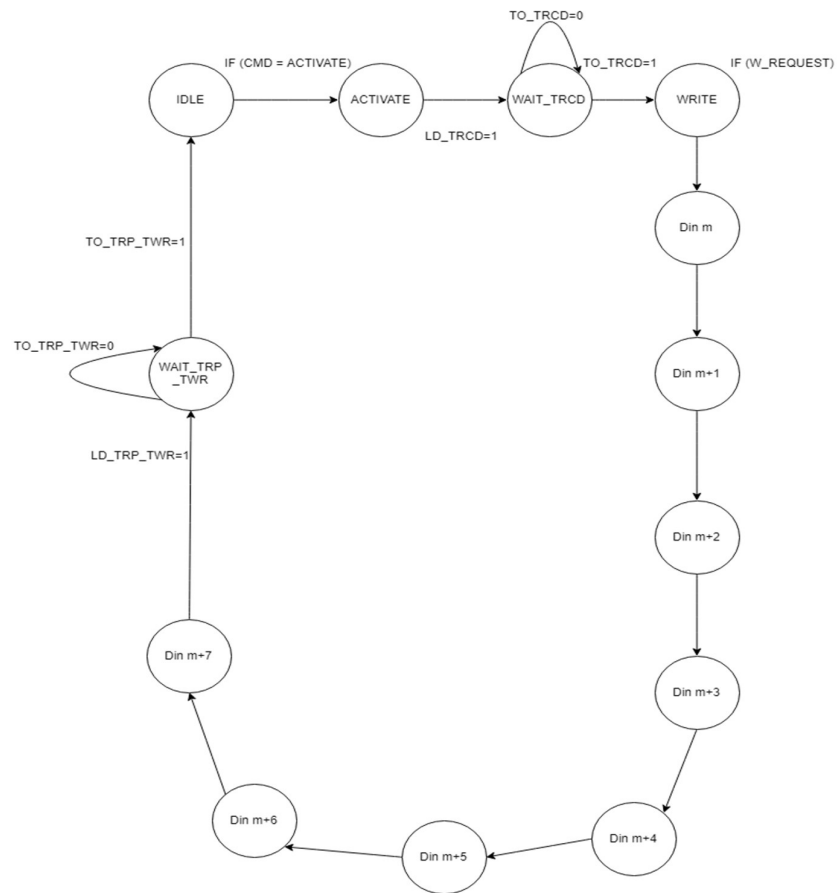 TO_TRCD=0
IF (CMD = ACTIVATE)
TO_TRCD=1
IF (W_REQUEST)
IDLE
ACTIVATE
WAIT_TRCD
WRITE
LD_TRCD=1
Din m
TO_TRP_TWR=1
TO_TRP_TWR=0
WAIT_TRP
_TWR
Din m+1
LD_TRP_TWR=1
Din m+2
Din m+7
Din m+3
Din m+6
Din m+5
Din m+4